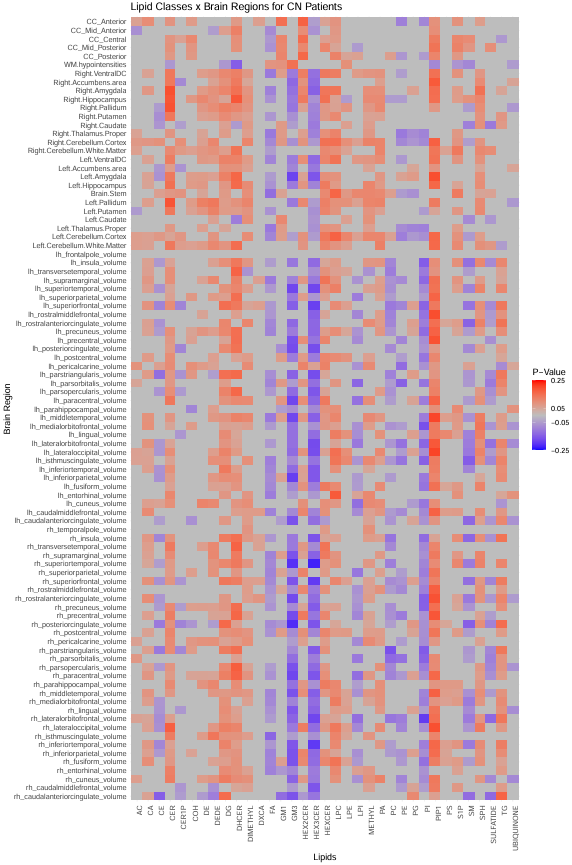 Lipid Classes x Brain Regions for CN Patients
CC_Anterior
CC_Mid_Anterior
CC_Central
CC_Mid_Posterior
CC_Posterior
WM.hypointensities
Right.VentralDC
Right.Accumbens.area
Right.Amygdala
Right.Hippocampus
Right.Pallidum
Right.Putamen
Right.Caudate
Right.Thalamus.Proper
Right.Cerebellum.Cortex
Right.Cerebellum.White.Matter
Left.VentralDC
Left.Accumbens.area
Left.Amygdala
Left.Hippocampus
Brain.Stem
Left.Pallidum
Left.Putamen
Left.Caudate
Left.Thalamus.Proper
Left.Cerebellum.Cortex
Left.Cerebellum.White.Matter
lh_frontalpole_volume
lh_insula_volume
lh_transversetemporal_volume
lh_supramarginal_volume
lh_superiortemporal_volume
lh_superiorparietal_volume
lh_superiorfrontal_volume
lh_rostralmiddlefrontal_volume
lh_rostralanteriorcingulate_volume
lh_precuneus_volume
lh_precentral_volume
lh_posteriorcingulate_volume
lh_postcentral_volume
lh_pericalcarine_volume
lh_parstriangularis_volume
lh_parsorbitalis_volume
lh_parsopercularis_volume
lh_paracentral_volume
lh_parahippocampal_volume
lh_middletemporal_volume
lh_medialorbitofrontal_volume
lh_lingual_volume
lh_lateralorbitofrontal_volume
lh_lateraloccipital_volume
lh_isthmuscingulate_volume
lh_inferiortemporal_volume
lh_inferiorparietal_volume
lh_fusiform_volume
lh_entorhinal_volume
lh_cuneus_volume
lh_caudalmiddlefrontal_volume
lh_caudalanteriorcingulate_volume
rh_temporalpole_volume
rh_insula_volume
rh_transversetemporal_volume
rh_supramarginal_volume
rh_superiortemporal_volume
rh_superiorparietal_volume
rh_superiorfrontal_volume
rh_rostralmiddlefrontal_volume
rh_rostralanteriorcingulate_volume
rh_precuneus_volume
rh_precentral_volume
rh_posteriorcingulate_volume
rh_postcentral_volume
rh_pericalcarine_volume
rh_parstriangularis_volume
rh_parsorbitalis_volume
rh_parsopercularis_volume
rh_paracentral_volume
rh_parahippocampal_volume
rh_middletemporal_volume
rh_medialorbitofrontal_volume
rh_lingual_volume
rh_lateralorbitofrontal_volume
rh_lateraloccipital_volume
rh_isthmuscingulate_volume
rh_inferiortemporal_volume
rh_inferiorparietal_volume
rh_fusiform_volume
rh_entorhinal_volume
rh_cuneus_volume
rh_caudalmiddlefrontal_volume
rh_caudalanteriorcingulate_volume
Brain Region
AC
CA
CE
CER
CER1P
COH
DE
DEDE
DG
DHCER
DIMETHYL
DXCA
FA
GM1
GM3
HEX2CER
HEX3CER
HEXCER
LPC
LPE
LPI
METHYL
PA
PC
PE
PG
PI
PIP1
PS
S1P
SM
SPH
SULFATIDE
TG
UBIQUINONE
Lipids
P−Value
0.25
0.05
−0.05
−0.25